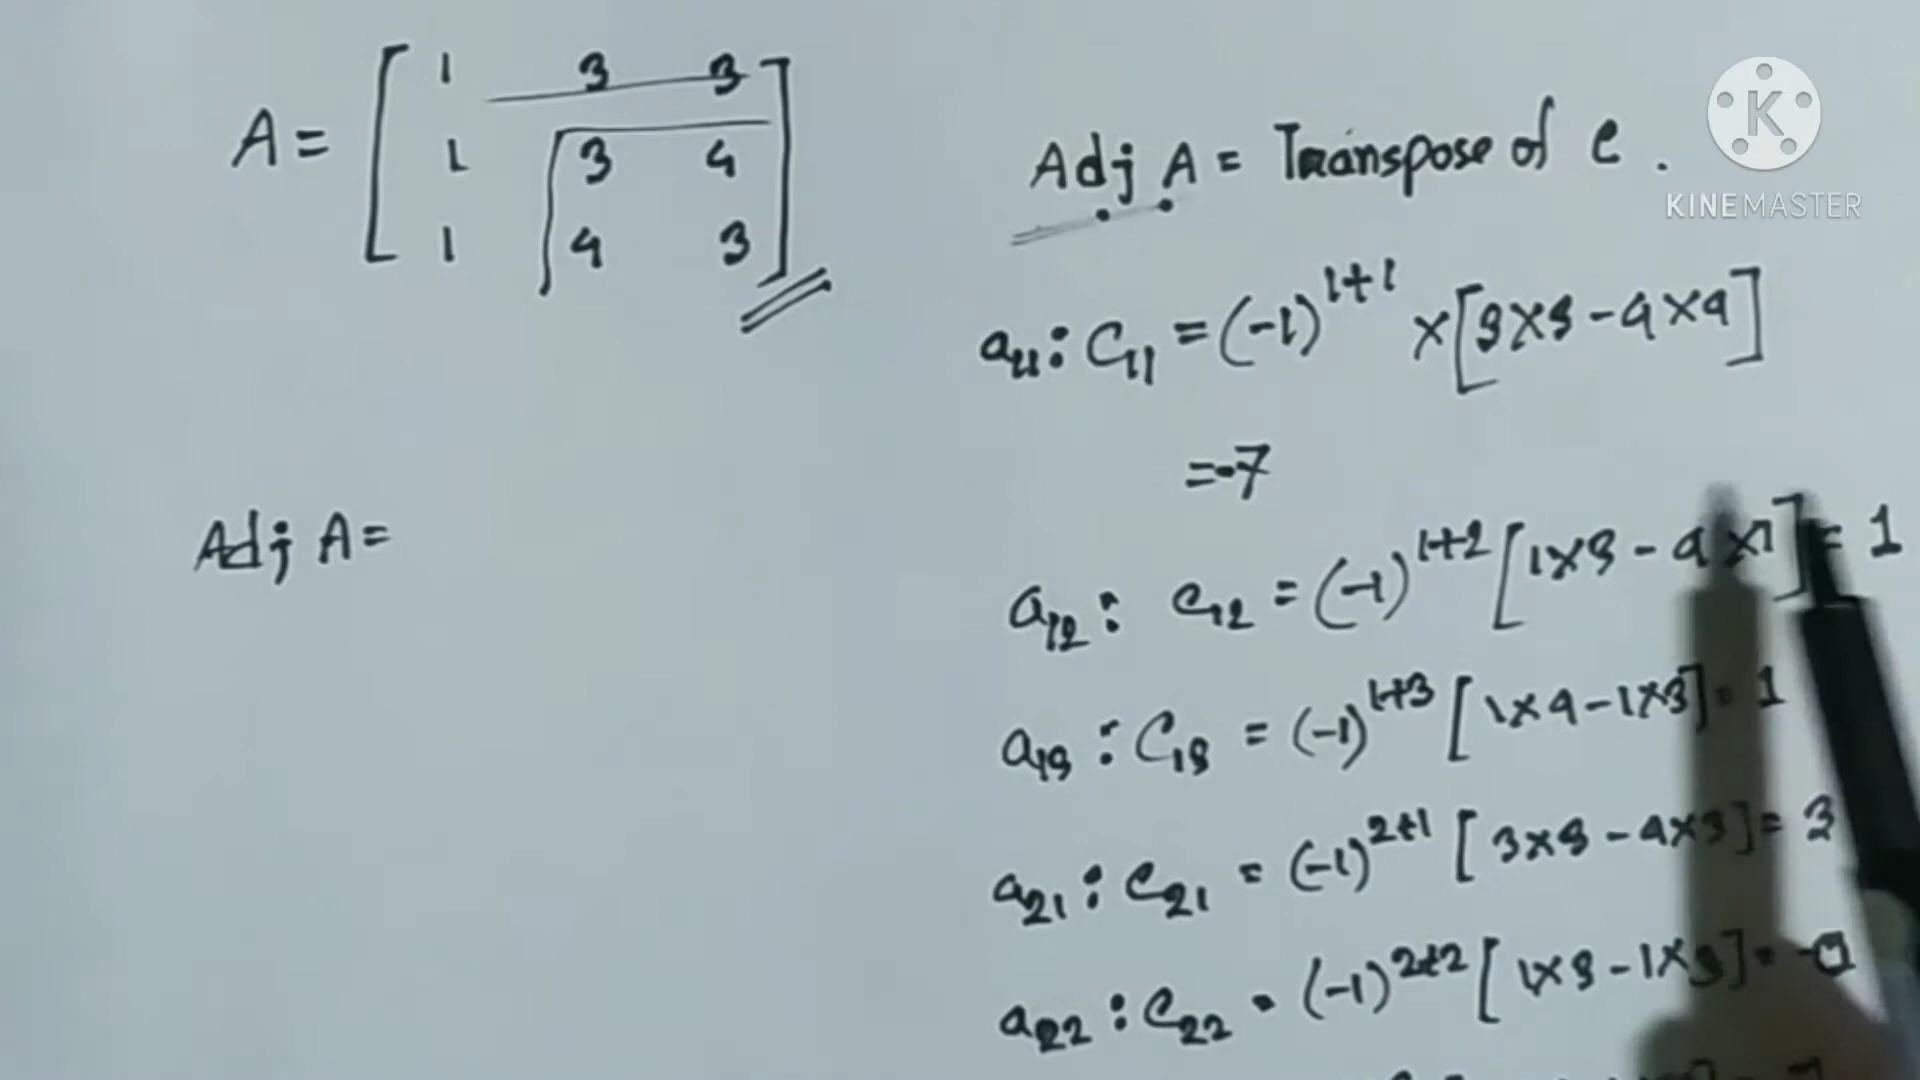 A = [ 1 3 3
1 3 4
1 4 3 ]
Adj A = Transpose of C .
KINEMASTER
a₁₁ : C₁₁ = (-1)¹⁺¹ × [3×3 - 4×4]
= -7
Adj A =
a₁₂ : C₁₂ = (-1)¹⁺² [1×3 - 4×1] = 1
a₁₃ : C₁₃ = (-1)¹⁺³ [1×4 - 1×3] = 1
a₂₁ : C₂₁ = (-1)²⁺¹ [3×3 - 4×3] = 3
a₂₂ : C₂₂ = (-1)²⁺² [1×3 - 1×3] = -0